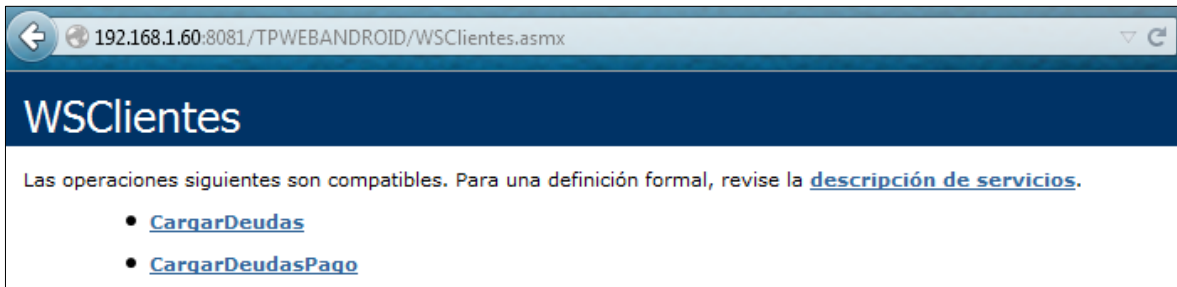 192.168.1.60:8081/TPWEBANDROID/WSClientes.asmx
WSClientes
Las operaciones siguientes son compatibles. Para una definición formal, revise la descripción de servicios.
CargarDeudas
CargarDeudasPago